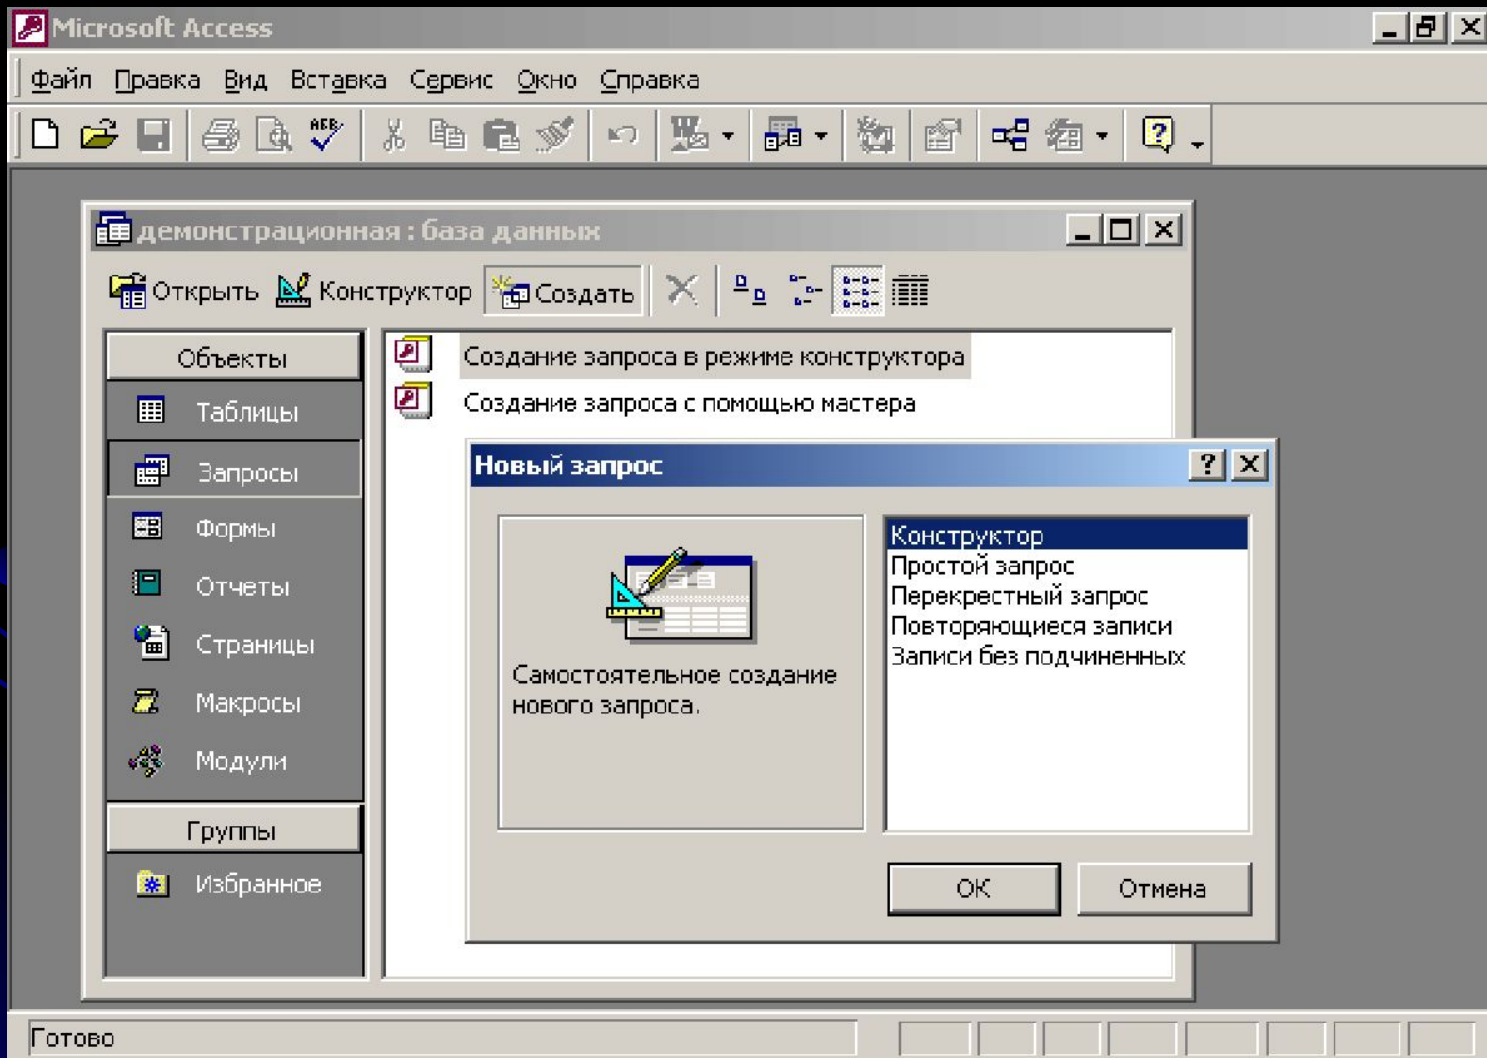 Microsoft Access
Файл Правка Вид Вставка Сервис Окно Справка
демонстрационная : база данных
Открыть Конструктор Создать
Объекты
Таблицы
Запросы
Формы
Отчеты
Страницы
Макросы
Модули
Группы
Избранное
Создание запроса в режиме конструктора
Создание запроса с помощью мастера
Новый запрос
Самостоятельное создание
нового запроса.
Конструктор
Простой запрос
Перекрестный запрос
Повторяющиеся записи
Записи без подчиненных
ОК
Отмена
Готово